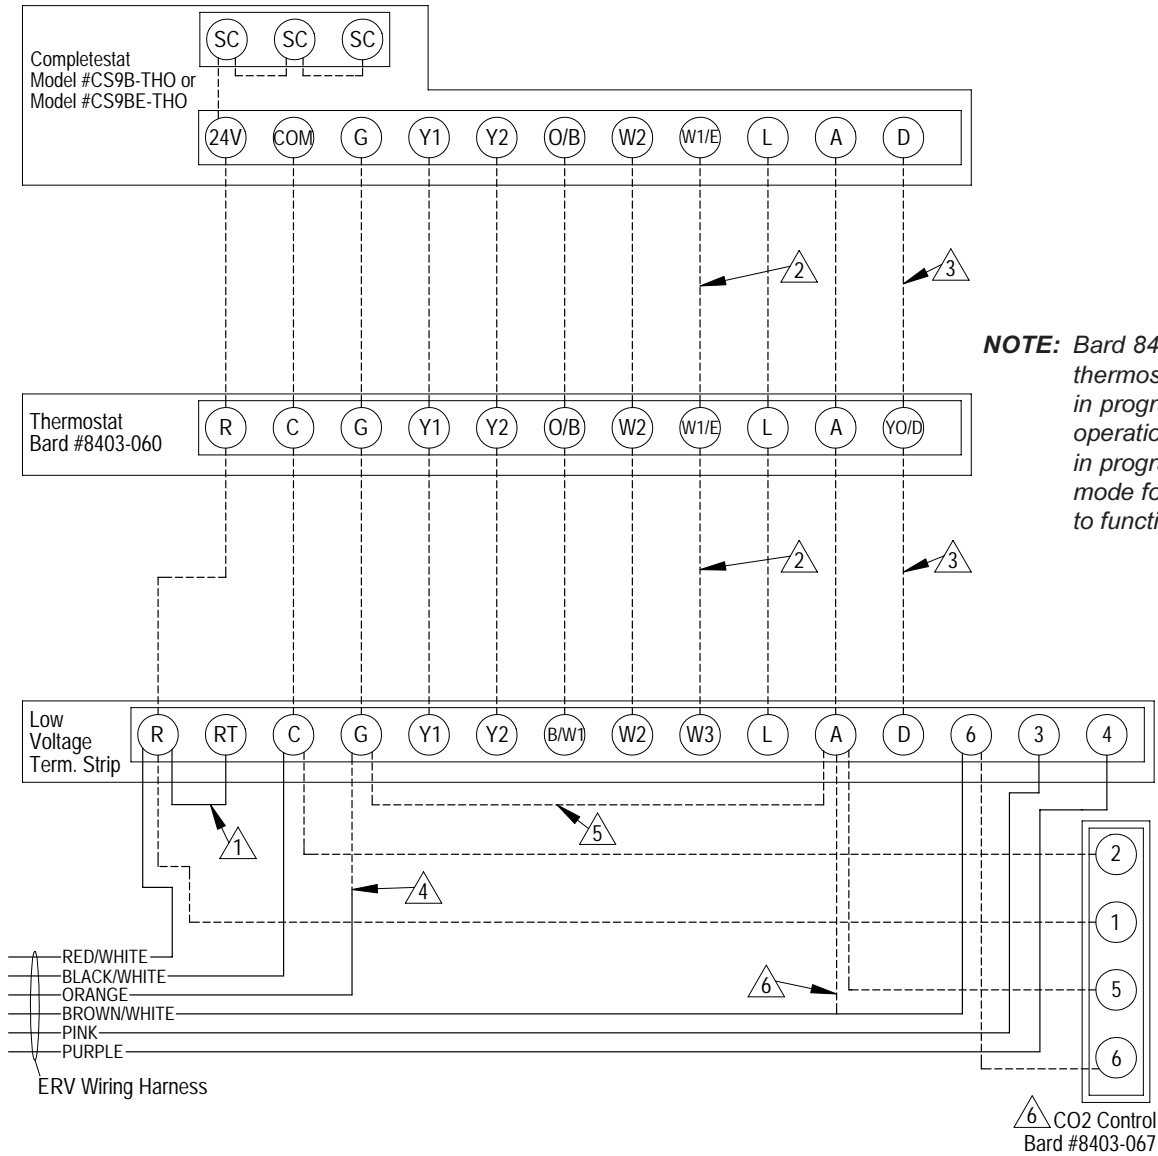 SC SC SC
Completestat
Model #CS9B-THO or
Model #CS9BE-THO
24V COM G Y1 Y2 O/B W2 W1/E L A D
2 3
NOTE: Bard 84
thermos
in progra
operatio
in progra
mode fo
to functi
Thermostat
Bard #8403-060
R C G Y1 Y2 O/B W2 W1/E L A YO/D
2 3
Low
Voltage
Term. Strip
R RT C G Y1 Y2 B/W1 W2 W3 L A D 6 3 4
1 5
4
2
1
5
6
6
RED/WHITE
BLACK/WHITE
ORANGE
BROWN/WHITE
PINK
PURPLE
ERV Wiring Harness
6 CO2 Control
Bard #8403-067